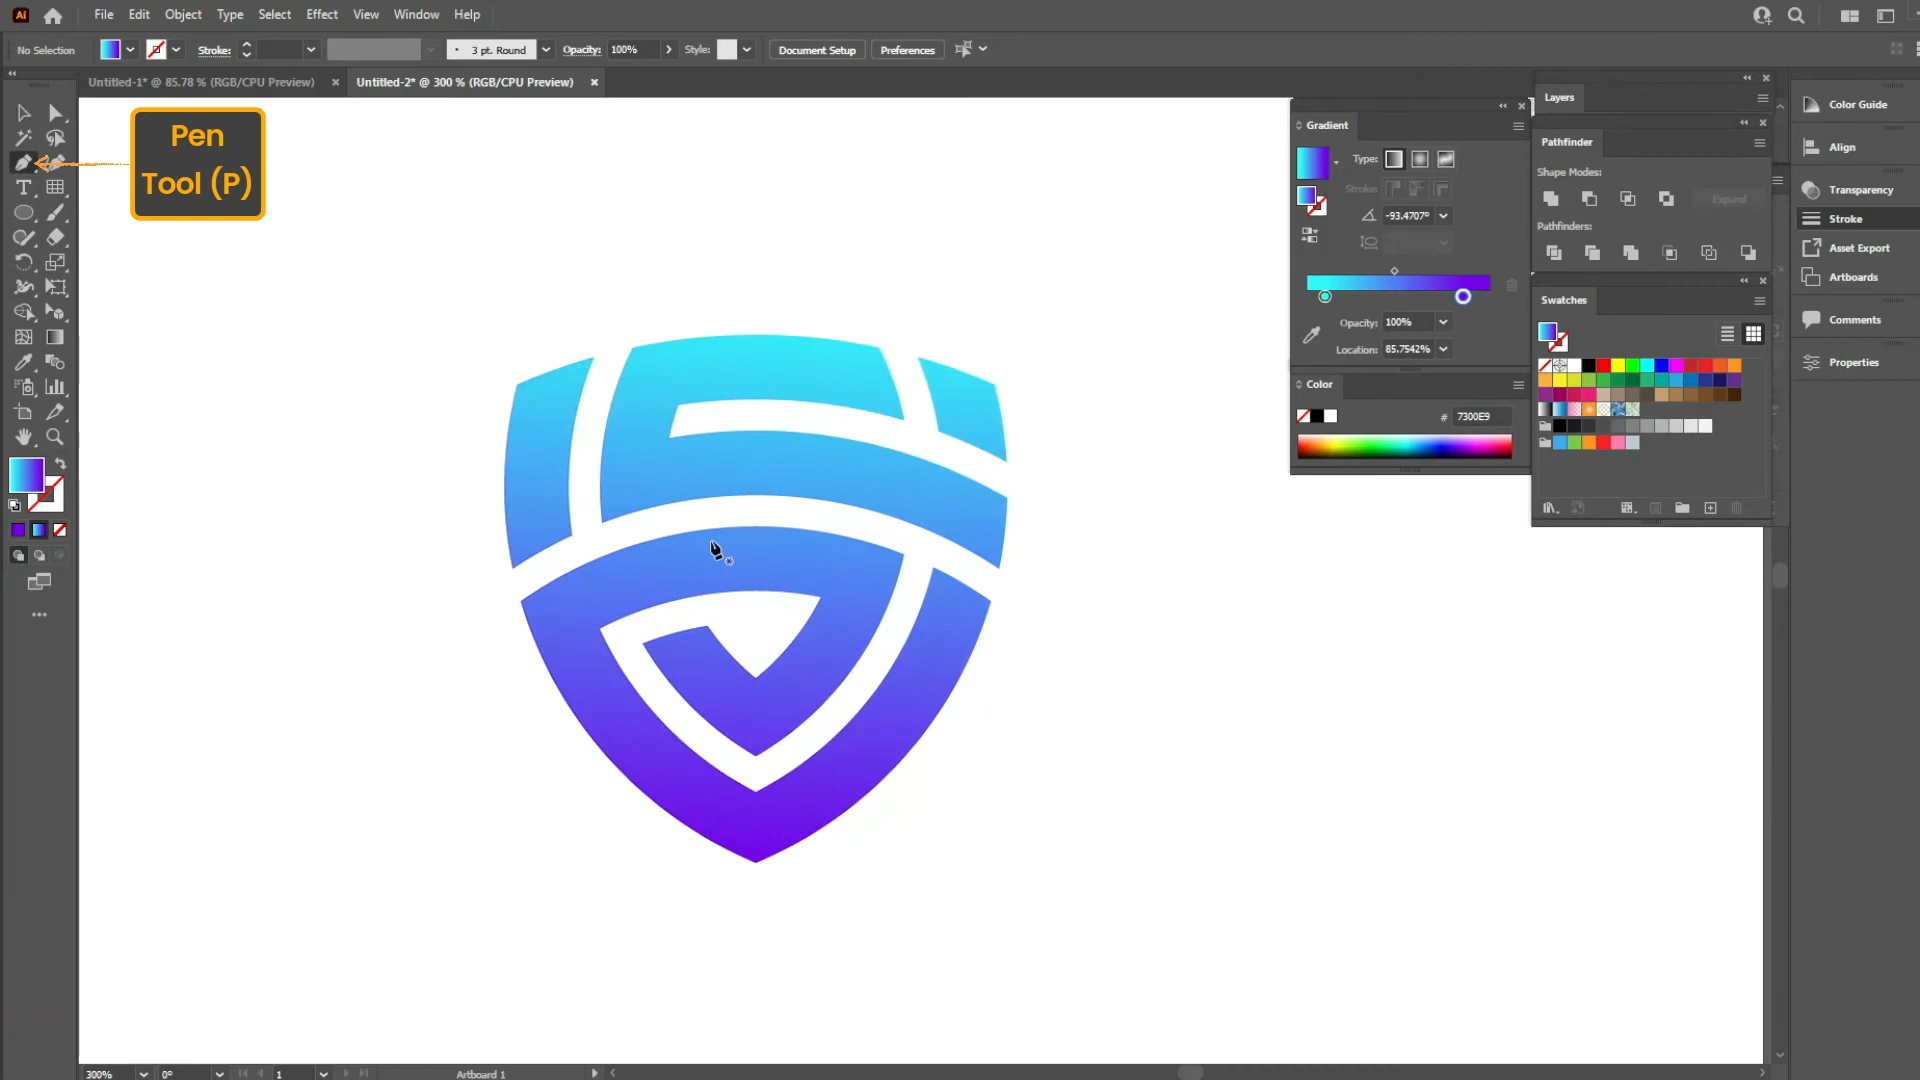 Ai
File Edit Object Type Select Effect View Window Help
No Selection Stroke: 3 pt. Round Opacity: 100% Style: Document Setup Preferences
Untitled-1* @ 85.78 % (RGB/CPU Preview) × Untitled-2* @ 300 % (RGB/CPU Preview) ×
Pen
Tool (P)
Gradient
Type:
Stroke:
-93.4707°
Opacity: 100%
Location: 85.7542%
Color
# 7300E9
Layers
Pathfinder
Shape Modes:
Expand
Pathfinders:
Swatches
Color Guide
Align
Transparency
Stroke
Asset Export
Artboards
Comments
Properties
300% 0° 1 Artboard 1